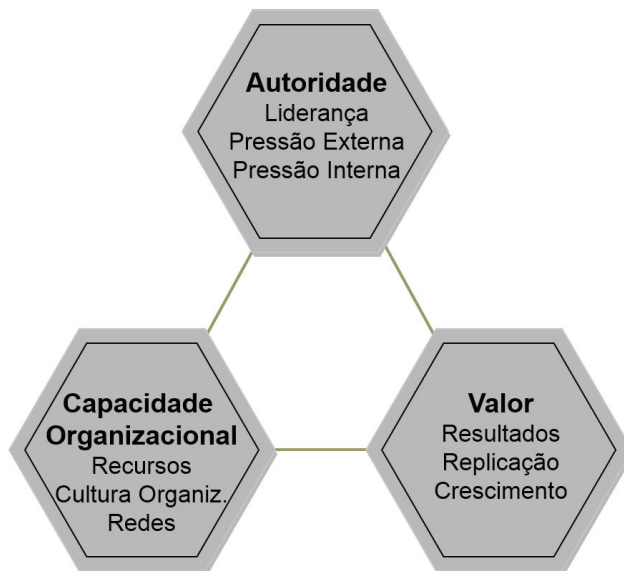 Autoridade
Liderança
Pressão Externa
Pressão Interna
Capacidade
Organizacional
Recursos
Cultura Organiz.
Redes
Valor
Resultados
Replicação
Crescimento